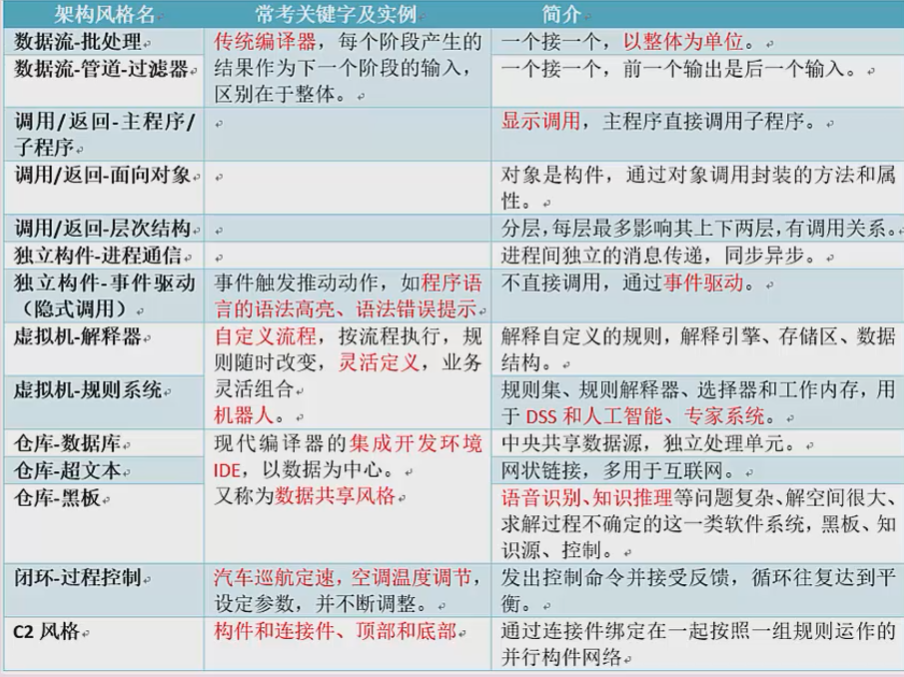 架构风格名 常考关键字及实例 简介
数据流-批处理 传统编译器，每个阶段产生的 一个接一个，以整体为单位。
数据流-管道-过滤器 结果作为下一个阶段的输入， 一个接一个，前一个输出是后一个输入。
区别在于整体。
调用/返回-主程序/ 显示调用，主程序直接调用子程序。
子程序
调用/返回-面向对象 对象是构件，通过对象调用封装的方法和属
性。
调用/返回-层次结构 分层，每层最多影响其上下两层，有调用关系。
独立构件-进程通信 进程间独立的消息传递，同步异步。
独立构件-事件驱动 事件触发推动动作，如程序语 不直接调用，通过事件驱动。
（隐式调用） 言的语法高亮、语法错误提示
虚拟机-解释器 自定义流程，按流程执行，规 解释自定义的规则，解释引擎、存储区、数据
则随时改变，灵活定义，业务 结构。
虚拟机-规则系统 灵活组合 规则集、规则解释器、选择器和工作内存，用
机器人。 于 DSS 和人工智能、专家系统。
仓库-数据库 现代编译器的集成开发环境 中央共享数据源，独立处理单元。
仓库-超文本 IDE，以数据为中心。 网状链接，多用于互联网。
仓库-黑板 又称为数据共享风格 语音识别、知识推理等问题复杂、解空间很大、
求解过程不确定的这一类软件系统，黑板、知
识源、控制。
闭环-过程控制 汽车巡航定速，空调温度调节， 发出控制命令并接受反馈，循环往复达到平
设定参数，并不断调整。 衡。
C2 风格 构件和连接件、顶部和底部 通过连接件绑定在一起按照一组规则运作的
并行构件网络